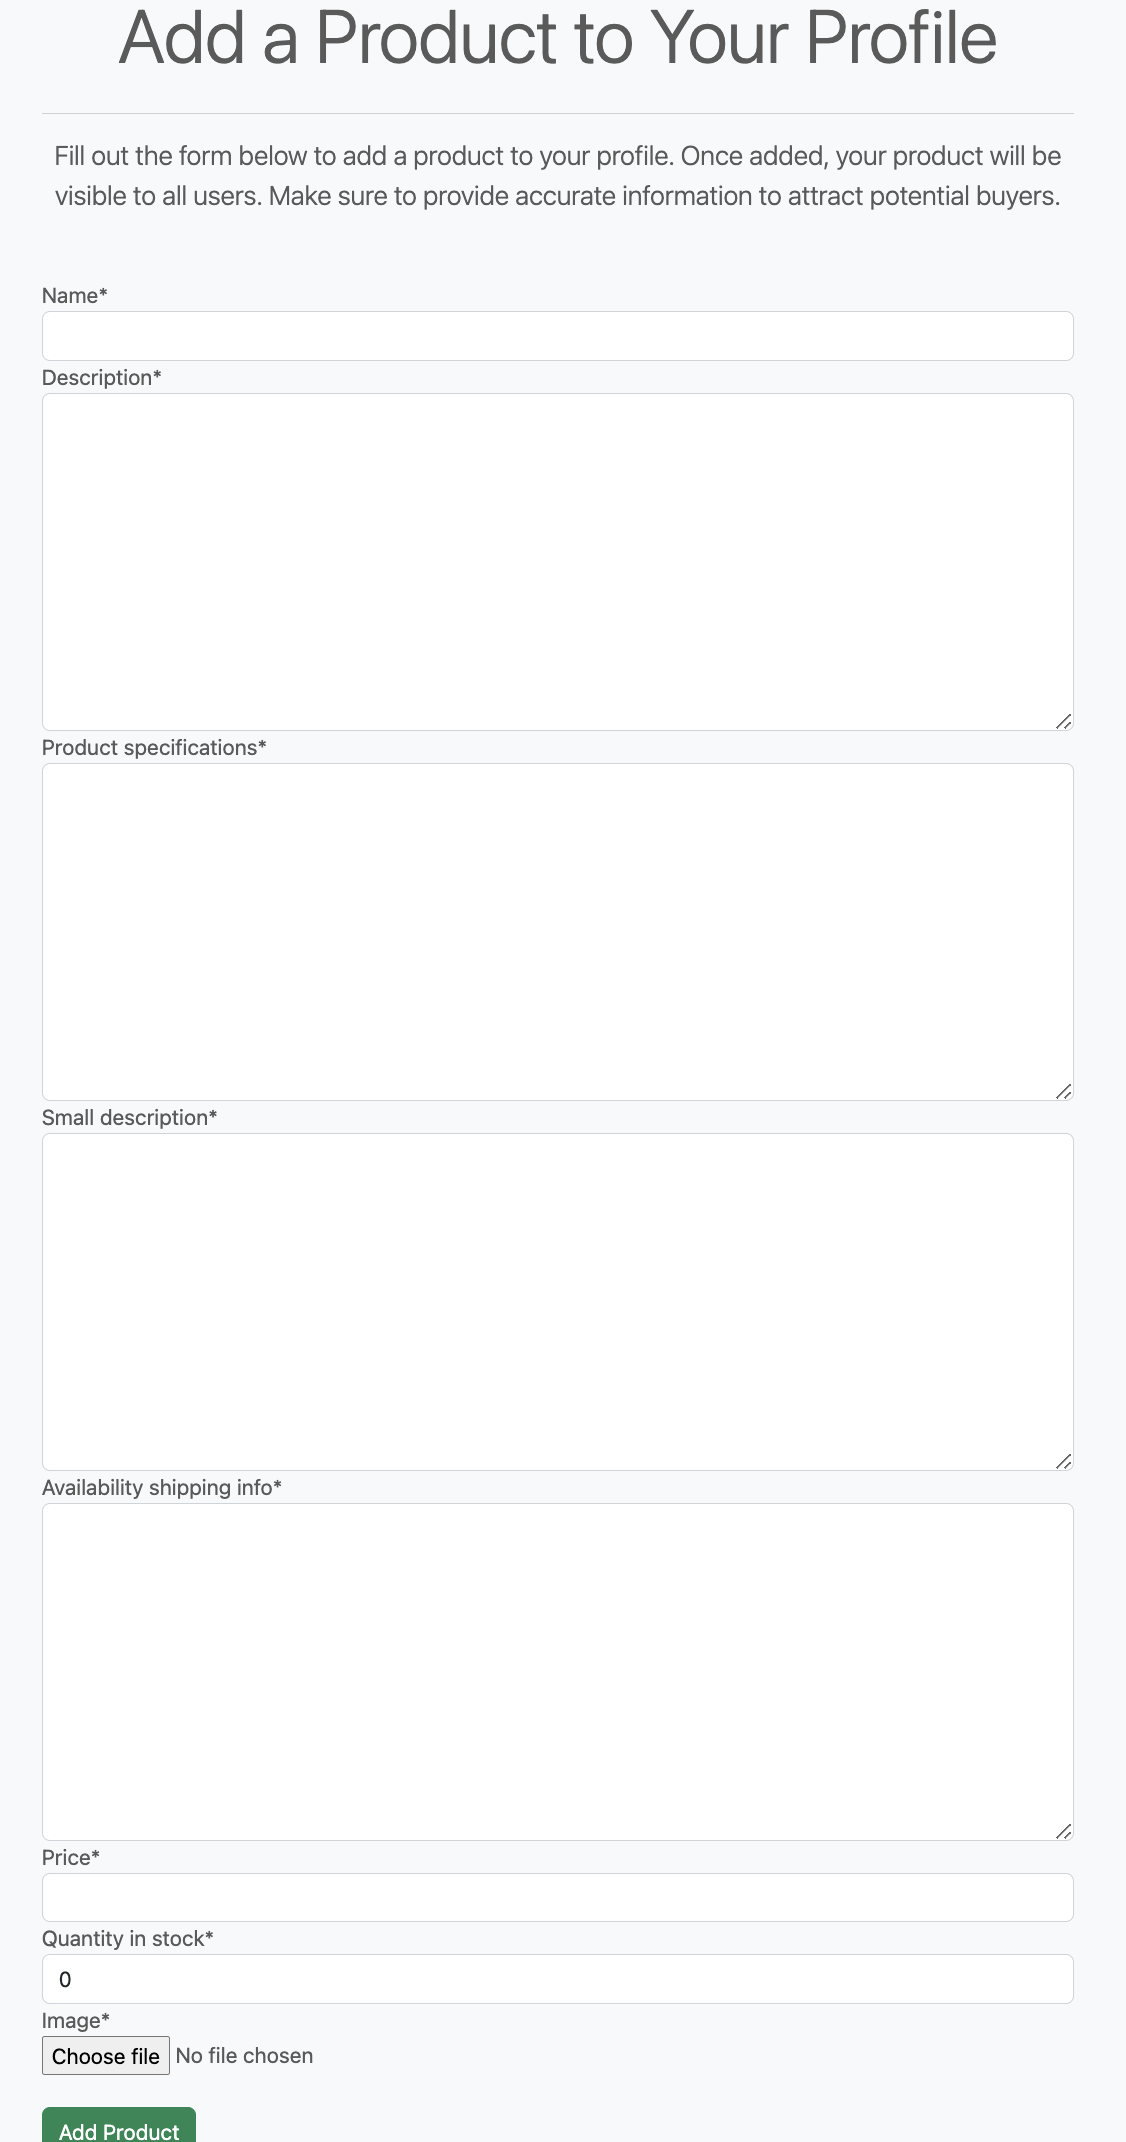 Add a Product to Your Profile
Fill out the form below to add a product to your profile. Once added, your product will be
visible to all users. Make sure to provide accurate information to attract potential buyers.
Name*
Description*
Product specifications*
Small description*
Availability shipping info*
Price*
Quantity in stock*
0
Image*
Choose file No file chosen
Add Product